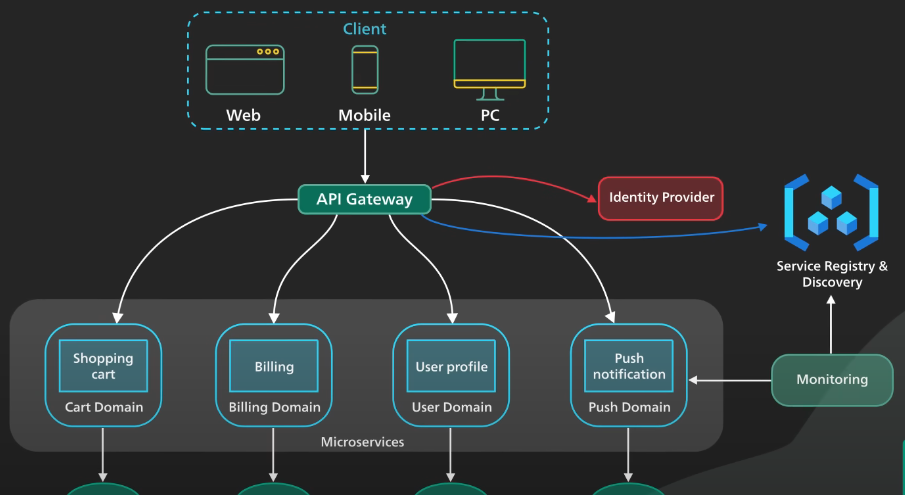 Client
Web
Mobile
PC
API Gateway
Identity Provider
Service Registry &
Discovery
Shopping
cart
Cart Domain
Billing
Billing Domain
User profile
User Domain
Push
notification
Push Domain
Monitoring
Microservices